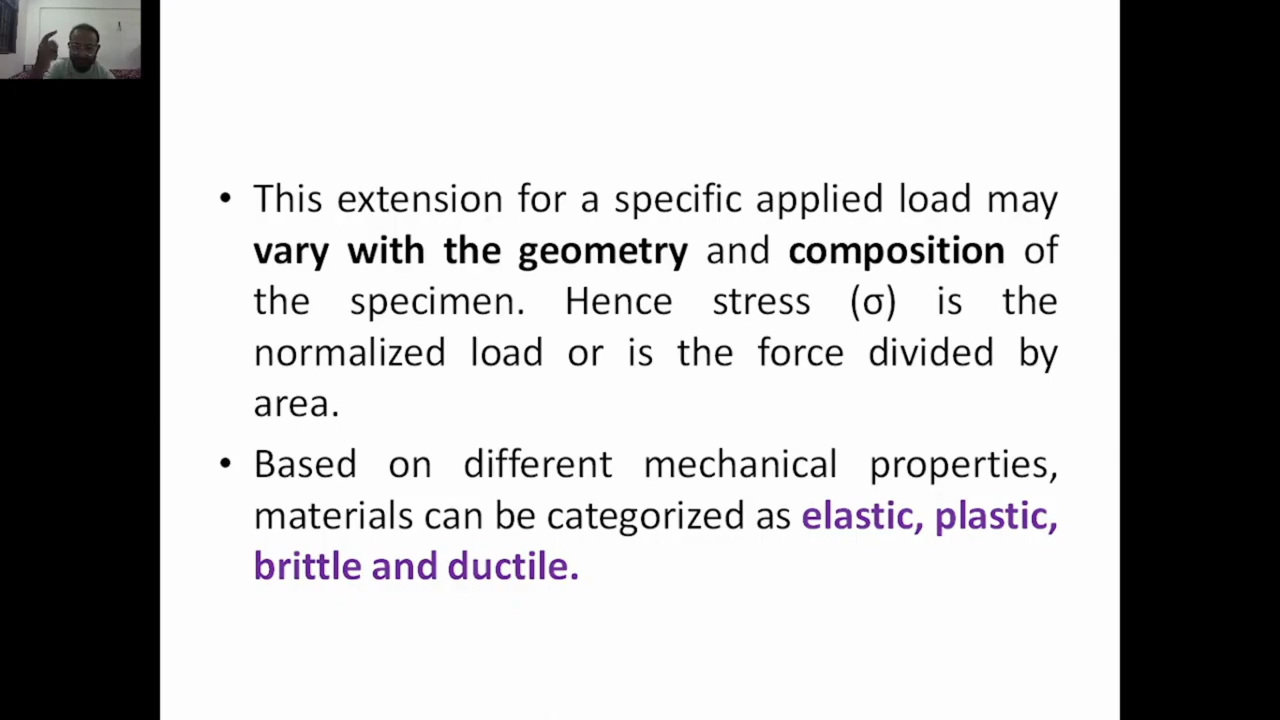 • This extension for a specific applied load may
vary with the geometry and composition of
the specimen. Hence stress (σ) is the
normalized load or is the force divided by
area.
• Based on different mechanical properties,
materials can be categorized as elastic, plastic,
brittle and ductile.